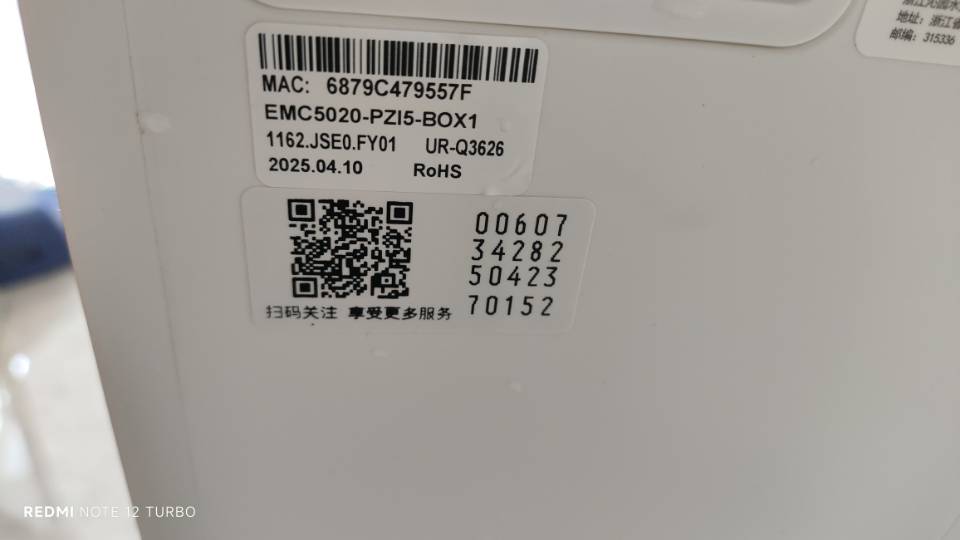 MAC: 6879C479557F
EMC5020-PZI5-BOX1
1162.JSE0.FY01 UR-Q3626
2025.04.10 RoHS
00607
34282
50423
70152
扫码关注 享受更多服务
地址: 浙江省
邮编: 315336
REDMI NOTE 12 TURBO